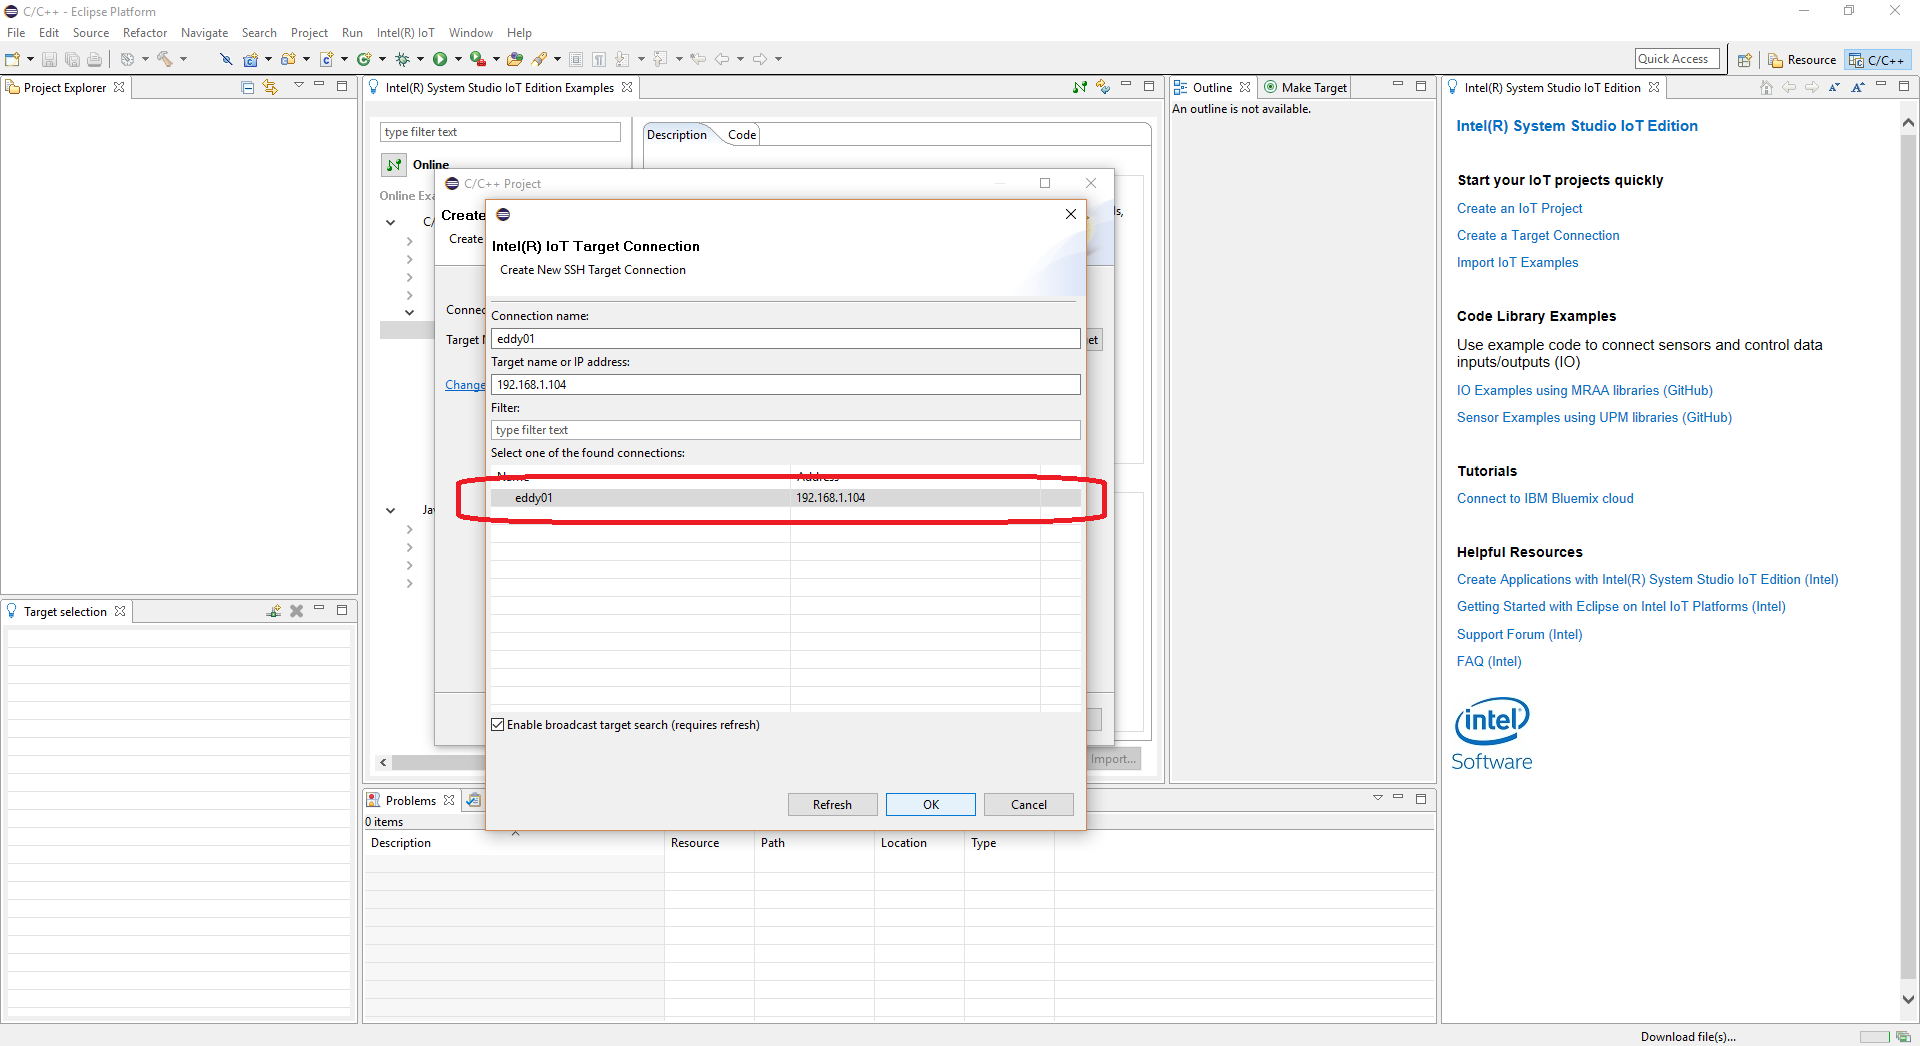 C/C++ - Eclipse Platform
File Edit Source Refactor Navigate Search Project Run Intel(R) IoT Window Help
Quick Access
Resource
C/C++
Project Explorer
Intel(R) System Studio IoT Edition Examples
type filter text
Online
Online Exa
C/
Ja
Description Code
s,
Import...
C/C++ Project
Create
Create
Connec
Target N
et
Change
Intel(R) IoT Target Connection
Create New SSH Target Connection
Connection name:
eddy01
Target name or IP address:
192.168.1.104
Filter:
type filter text
Select one of the found connections:
Name Address
eddy01 192.168.1.104
Enable broadcast target search (requires refresh)
Refresh OK Cancel
Outline Make Target
An outline is not available.
Intel(R) System Studio IoT Edition
Intel(R) System Studio IoT Edition
Start your IoT projects quickly
Create an IoT Project
Create a Target Connection
Import IoT Examples
Code Library Examples
Use example code to connect sensors and control data
inputs/outputs (IO)
IO Examples using MRAA libraries (GitHub)
Sensor Examples using UPM libraries (GitHub)
Tutorials
Connect to IBM Bluemix cloud
Helpful Resources
Create Applications with Intel(R) System Studio IoT Edition (Intel)
Getting Started with Eclipse on Intel IoT Platforms (Intel)
Support Forum (Intel)
FAQ (Intel)
intel
Software
Target selection
Problems
0 items
Description Resource Path Location Type
Download file(s)...